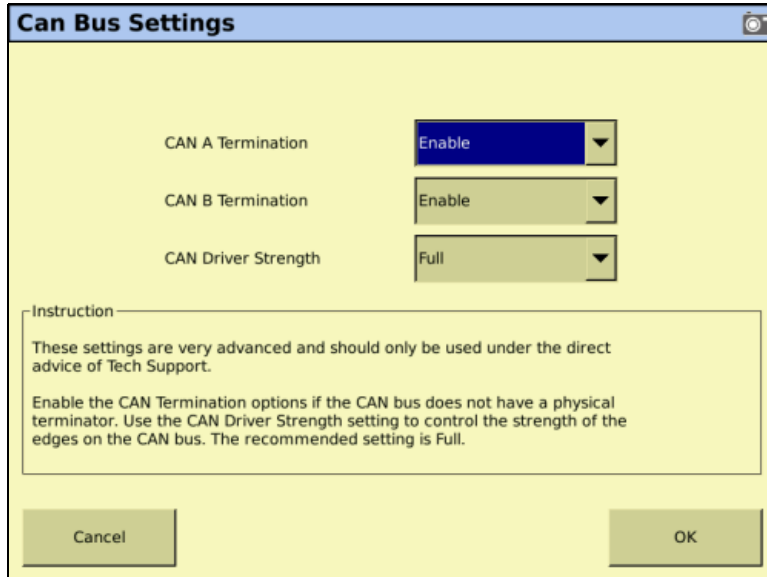 Can Bus Settings
CAN A Termination
Enable
CAN B Termination
Enable
CAN Driver Strength
Full
Instruction
These settings are very advanced and should only be used under the direct
advice of Tech Support.
Enable the CAN Termination options if the CAN bus does not have a physical
terminator. Use the CAN Driver Strength setting to control the strength of the
edges on the CAN bus. The recommended setting is Full.
Cancel
OK